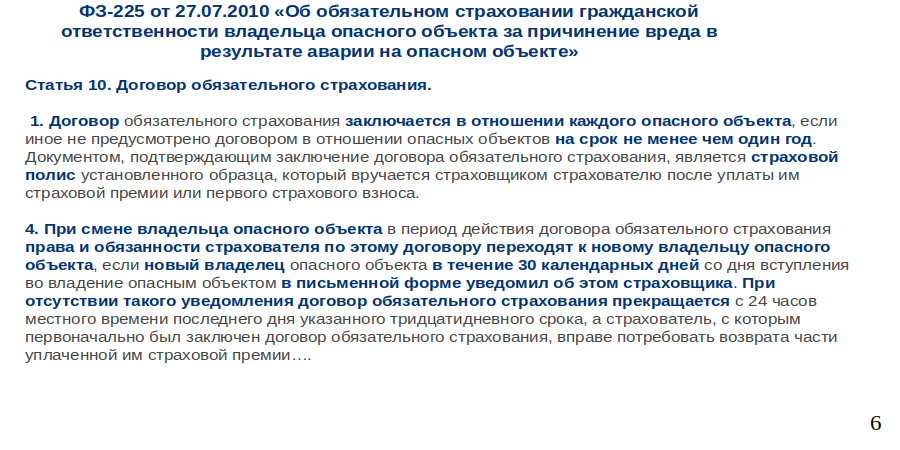 ФЗ-225 от 27.07.2010 «Об обязательном страховании гражданской
ответственности владельца опасного объекта за причинение вреда в
результате аварии на опасном объекте»
Статья 10. Договор обязательного страхования.
1. Договор обязательного страхования заключается в отношении каждого опасного объекта, если
иное не предусмотрено договором в отношении опасных объектов на срок не менее чем один год.
Документом, подтверждающим заключение договора обязательного страхования, является страховой
полис установленного образца, который вручается страховщиком страхователю после уплаты им
страховой премии или первого страхового взноса.
4. При смене владельца опасного объекта в период действия договора обязательного страхования
права и обязанности страхователя по этому договору переходят к новому владельцу опасного
объекта, если новый владелец опасного объекта в течение 30 календарных дней со дня вступления
во владение опасным объектом в письменной форме уведомил об этом страховщика. При
отсутствии такого уведомления договор обязательного страхования прекращается с 24 часов
местного времени последнего дня указанного тридцатидневного срока, а страхователь, с которым
первоначально был заключен договор обязательного страхования, вправе потребовать возврата части
уплаченной им страховой премии….
6